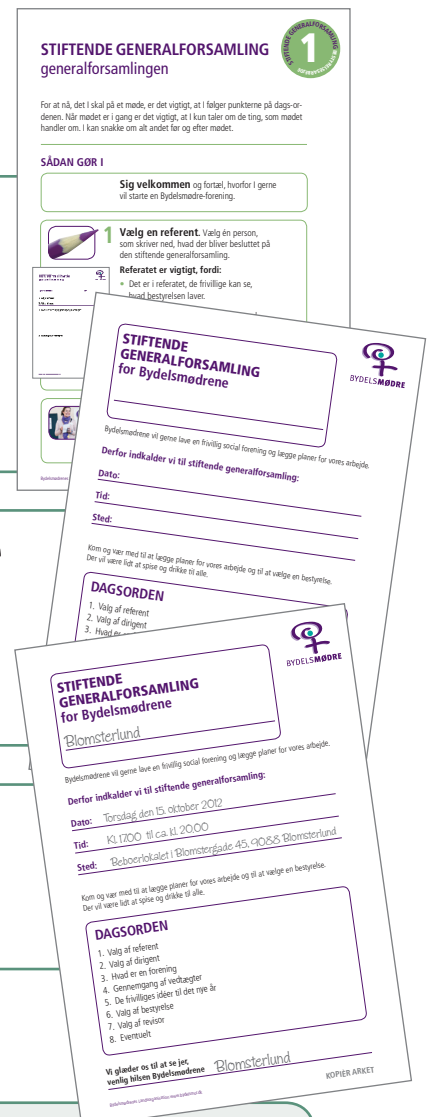 STIFTENDE GENERALFORSAMLING
generalforsamlingen
STIFTENDE GENERALFORSAMLING
1
For at nå, det I skal på et møde, er det vigtigt, at I følger punkterne på dags-or-
denen. Når mødet er i gang er det vigtigt, at I kun taler om de ting, som mødet
handler om. I kan snakke om alt andet før og efter mødet.
SÅDAN GØR I
Sig velkommen og fortæl, hvorfor I gerne
vil starte en Bydelsmødre-forening.
1 Vælg en referent. Vælg én person,
som skriver ned, hvad der bliver besluttet på
den stiftende generalforsamling.
Referatet er vigtigt, fordi:
• Det er i referatet, de frivillige kan se,
hvad bestyrelsen laver.
STIFTENDE
GENERALFORSAMLING
for Bydelsmødrene
BYDELSMØDRE
Bydelsmødrene vil gerne lave en frivillig social forening og lægge planer for vores arbejde.
Derfor indkalder vi til stiftende generalforsamling:
Dato:
Tid:
Sted:
Kom og vær med til at lægge planer for vores arbejde og til at vælge en bestyrelse.
Der vil være lidt at spise og drikke til alle.
DAGSORDEN
1. Valg af referent
2. Valg af dirigent
3. Hvad er
STIFTENDE
GENERALFORSAMLING
for Bydelsmødrene
Blomsterlund
BYDELSMØDRE
Bydelsmødrene vil gerne lave en frivillig social forening og lægge planer for vores arbejde.
Derfor indkalder vi til stiftende generalforsamling:
Dato: Torsdag den 15. oktober 2012
Tid: Kl. 17.00 til ca. kl. 20.00
Sted: Beboerlokalet i Blomstergade 45, 9088 Blomsterlund
Kom og vær med til at lægge planer for vores arbejde og til at vælge en bestyrelse.
Der vil være lidt at spise og drikke til alle.
DAGSORDEN
1. Valg af referent
2. Valg af dirigent
3. Hvad er en forening
4. Gennemgang af vedtægter
5. De frivilliges idéer til det nye år
6. Valg af bestyrelse
7. Valg af revisor
8. Eventuelt
Vi glæder os til at se jer,
venlig hilsen Bydelsmødrene Blomsterlund
KOPIER ARKET